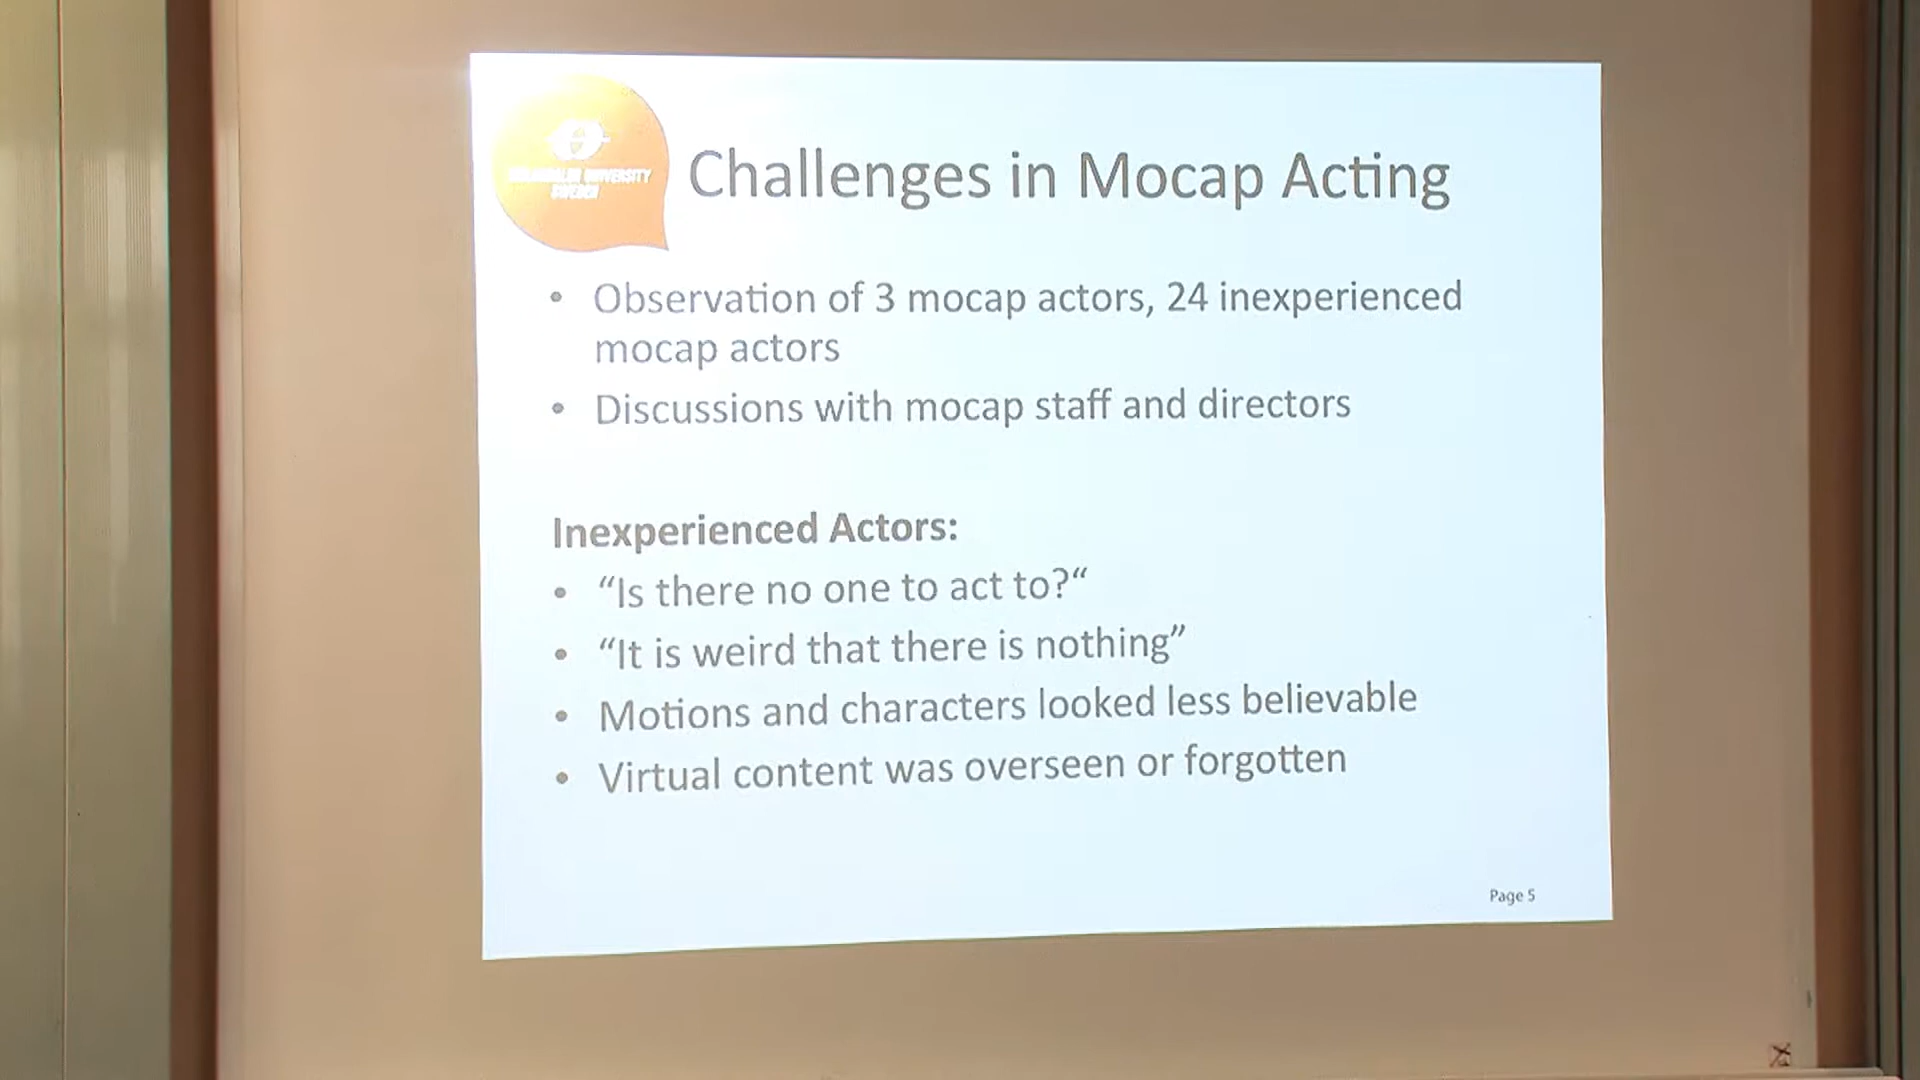 UNIVERSITY
SWEDEN
Challenges in Mocap Acting
• Observation of 3 mocap actors, 24 inexperienced
mocap actors
• Discussions with mocap staff and directors
Inexperienced Actors:
• “Is there no one to act to?“
• “It is weird that there is nothing”
• Motions and characters looked less believable
• Virtual content was overseen or forgotten
Page 5